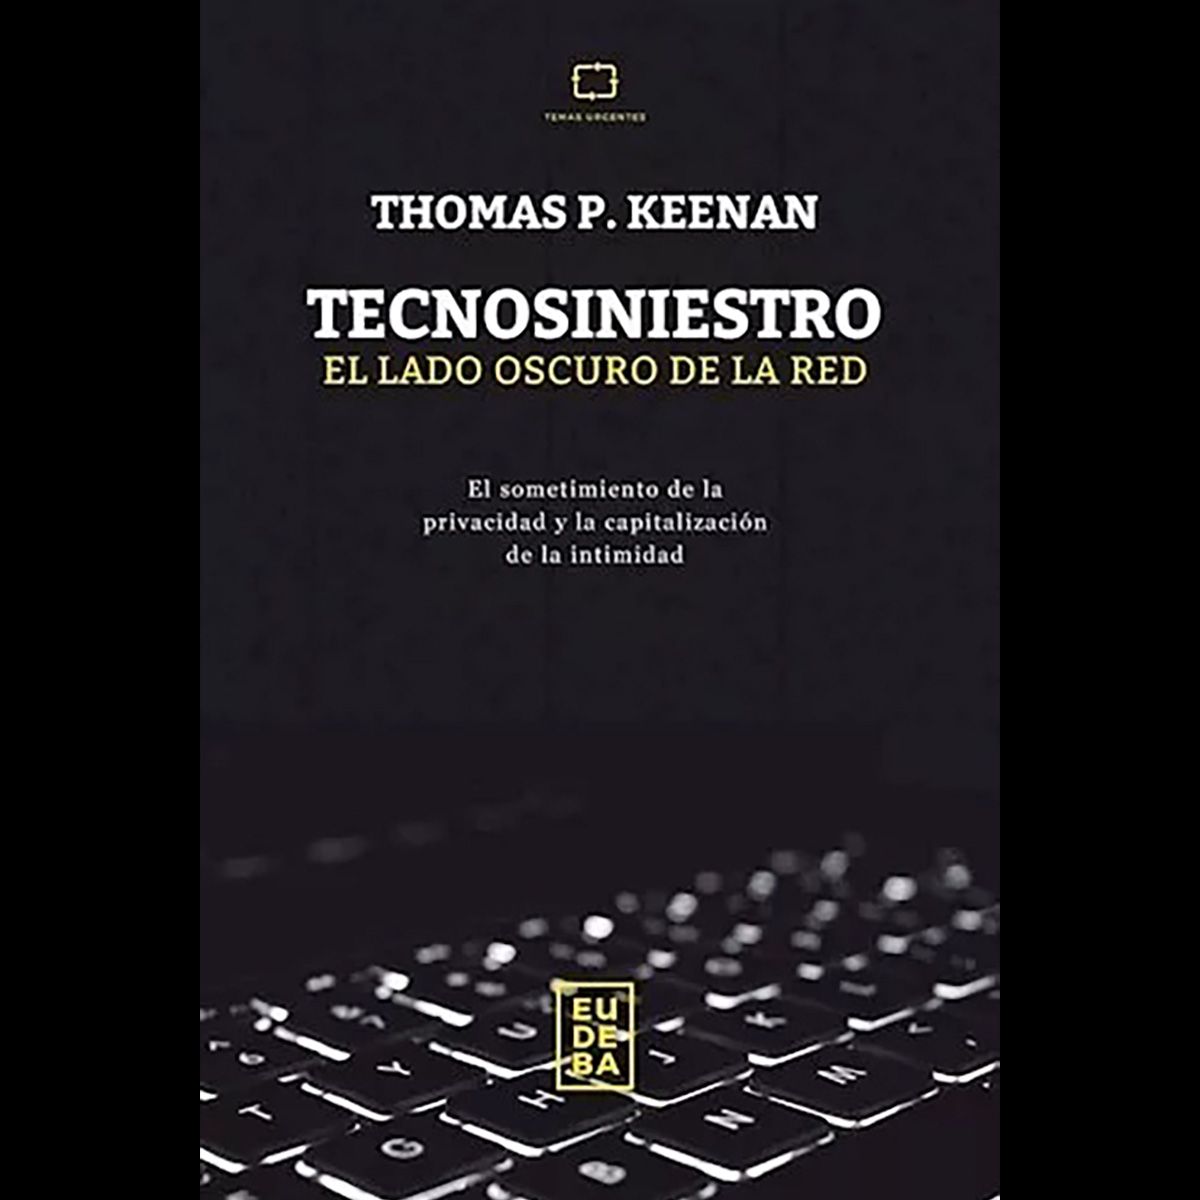 TEMAS URGENTES
THOMAS P. KEENAN
TECNOSINIESTRO
EL LADO OSCURO DE LA RED
El sometimiento de la
privacidad y la capitalización
de la intimidad
EU
DE
BA
U
K
Y
J
M
T
H
N
G
B